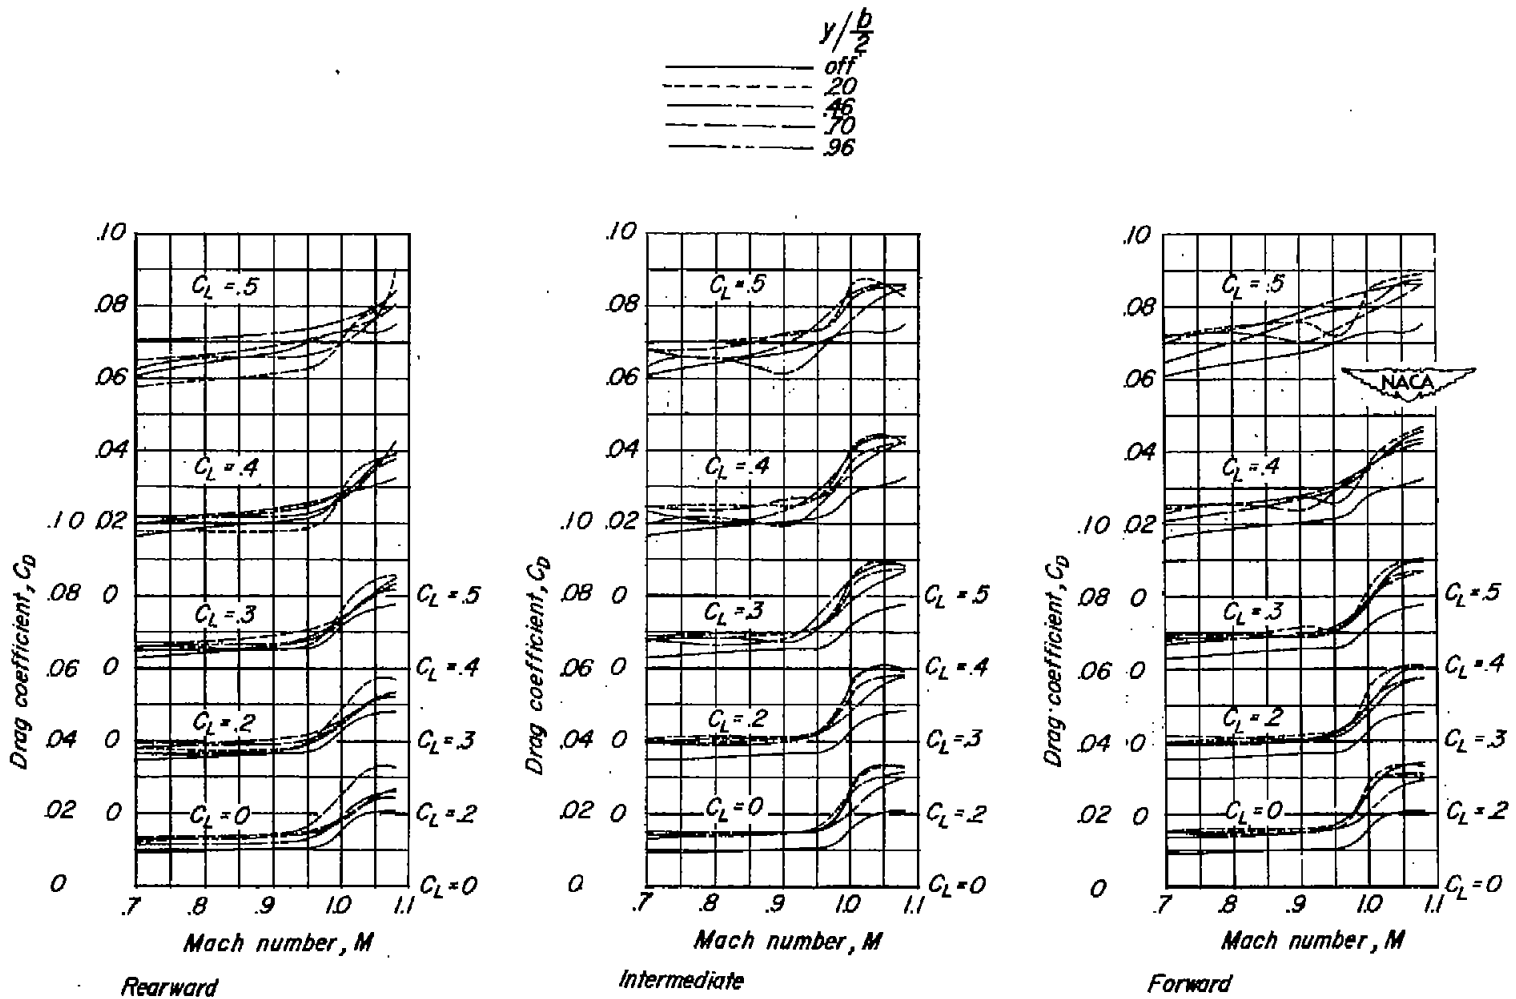 y/b/2
off
.20
.46
.70
.96
.10 .10 .10
C_L = .5 C_L = .5 C_L = .5
.08 .08 .08
.06 .06 .06
NACA
.04 .04 .04
C_L = .4 C_L = .4 C_L = .4
.10 .02 .10 .02 .10 .02
Drag coefficient, C_D Drag coefficient, C_D Drag coefficient, C_D
.08 0 C_L = .5 .08 0 C_L = .5 .08 0 C_L = .5
C_L = .3 C_L = .3 C_L = .3
.06 0 C_L = .4 .06 0 C_L = .4 .06 0 C_L = .4
C_L = .2 C_L = .2 C_L = .2
.04 0 C_L = .3 .04 0 C_L = .3 .04 0 C_L = .3
C_L = 0 C_L = 0 C_L = 0
.02 0 C_L = .2 .02 0 C_L = .2 .02 0 C_L = .2
0 C_L = 0 0 C_L = 0 0 C_L = 0
.7 .8 .9 1.0 1.1 .7 .8 .9 1.0 1.1 .7 .8 .9 1.0 1.1
Mach number, M Mach number, M Mach number, M
Rearward Intermediate Forward